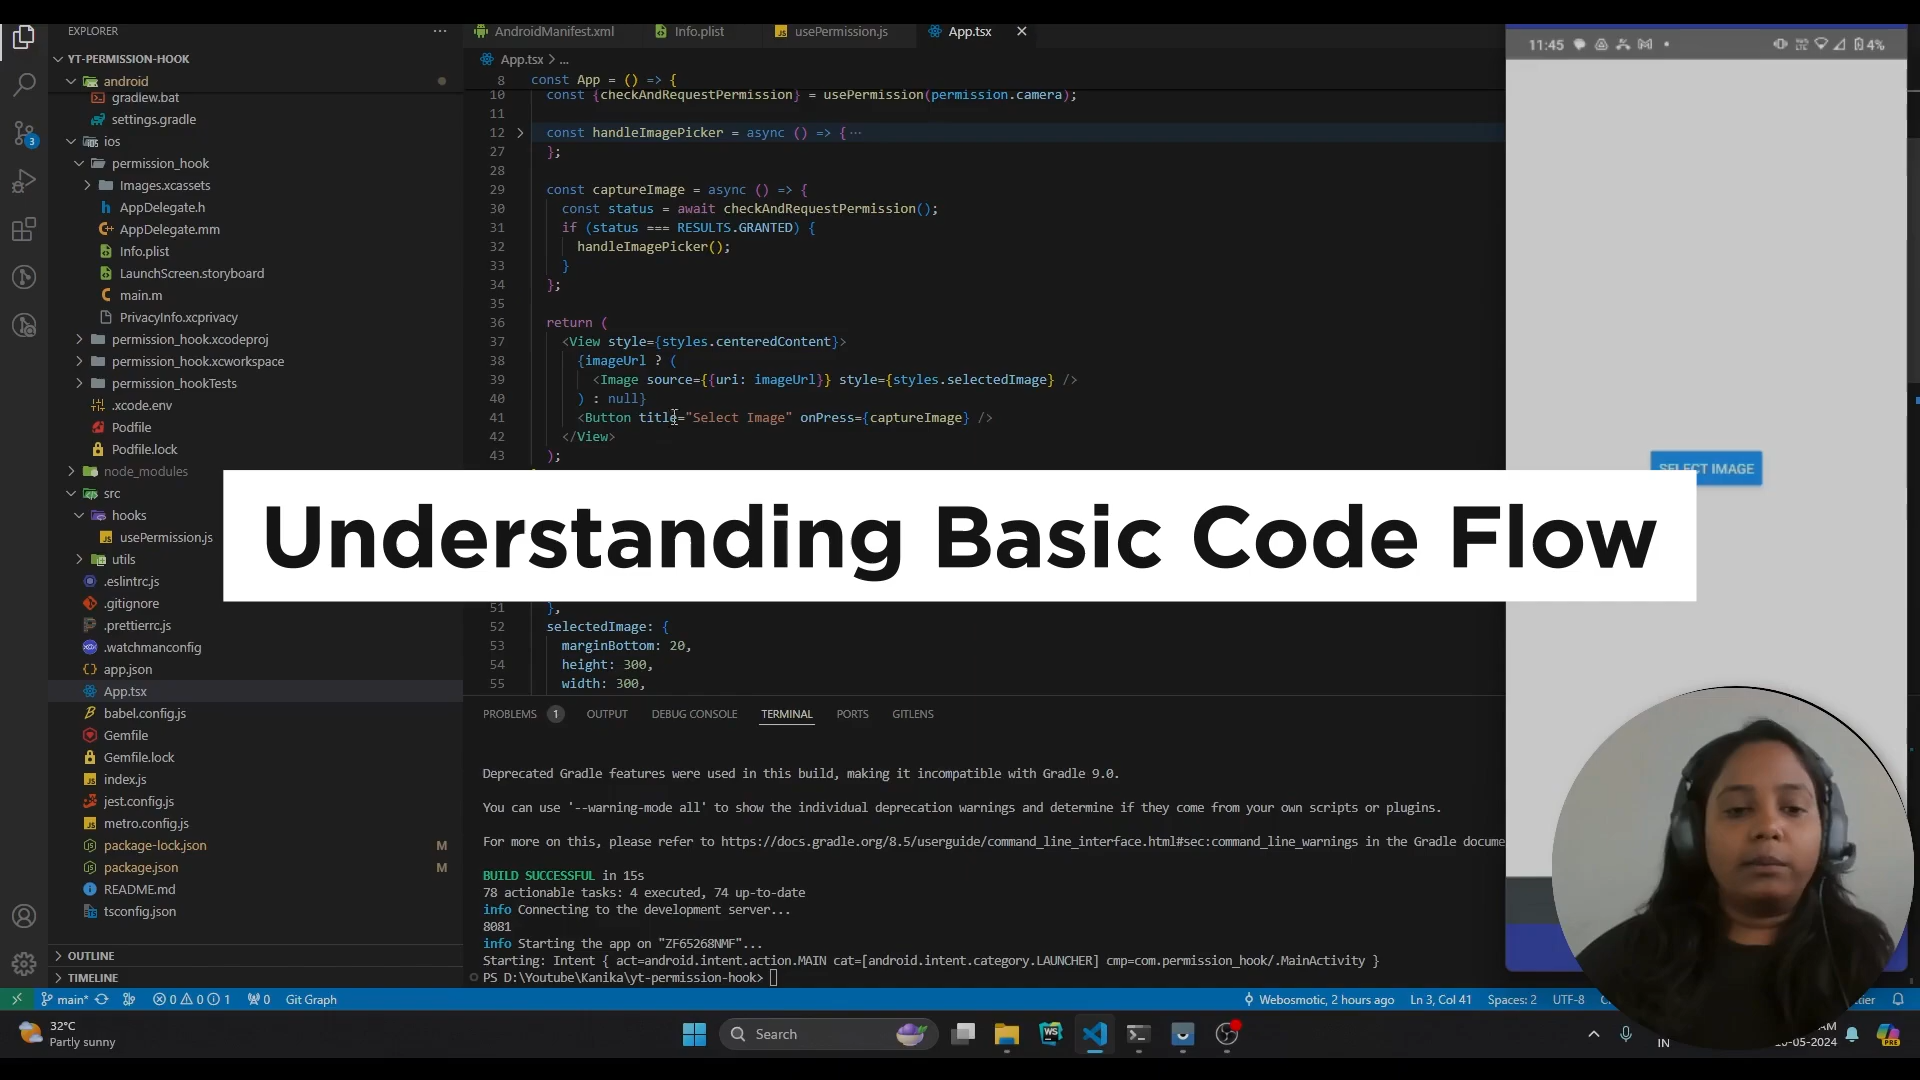 EXPLORER
YT-PERMISSION-HOOK
android
gradlew.bat
settings.gradle
ios
permission_hook
Images.xcassets
AppDelegate.h
AppDelegate.mm
Info.plist
LaunchScreen.storyboard
main.m
PrivacyInfo.xcprivacy
permission_hook.xcodeproj
permission_hook.xcworkspace
permission_hookTests
.xcode.env
Podfile
Podfile.lock
node_modules
src
hooks
usePermission.js
utils
.eslintrc.js
.gitignore
.prettierrc.js
.watchmanconfig
app.json
App.tsx
babel.config.js
Gemfile
Gemfile.lock
index.js
jest.config.js
metro.config.js
package-lock.json M
package.json M
README.md
tsconfig.json
OUTLINE
TIMELINE
AndroidManifest.xml Info.plist usePermission.js App.tsx
App.tsx > ...
8 const App = () => {
10 const {checkAndRequestPermission} = usePermission(permission.camera);
11
12 const handleImagePicker = async () => { ...
27 };
28
29 const captureImage = async () => {
30 const status = await checkAndRequestPermission();
31 if (status === RESULTS.GRANTED) {
32 handleImagePicker();
33 }
34 };
35
36 return (
37 <View style={styles.centeredContent}>
38 {imageUrl ? (
39 <Image source={{uri: imageUrl}} style={styles.selectedImage} />
40 ) : null}
41 <Button title="Select Image" onPress={captureImage} />
42 </View>
43 );
Understanding Basic Code Flow
51 },
52 selectedImage: {
53 marginBottom: 20,
54 height: 300,
55 width: 300,
PROBLEMS 1 OUTPUT DEBUG CONSOLE TERMINAL PORTS GITLENS
Deprecated Gradle features were used in this build, making it incompatible with Gradle 9.0.
You can use '--warning-mode all' to show the individual deprecation warnings and determine if they come from your own scripts or plugins.
For more on this, please refer to https://docs.gradle.org/8.5/userguide/command_line_interface.html#sec:command_line_warnings in the Gradle docume
BUILD SUCCESSFUL in 15s
78 actionable tasks: 4 executed, 74 up-to-date
info Connecting to the development server...
8081
info Starting the app on "ZF65268NMF"...
Starting: Intent { act=android.intent.action.MAIN cat=[android.intent.category.LAUNCHER] cmp=com.permission_hook/.MainActivity }
PS D:\Youtube\Kanika\yt-permission-hook>
11:45 4%
SELECT IMAGE
3
main* 0 0 1 0 Git Graph
Webosmotic, 2 hours ago Ln 3, Col 41 Spaces: 2 UTF-8
32°C
Partly sunny
Search
IN
-05-2024